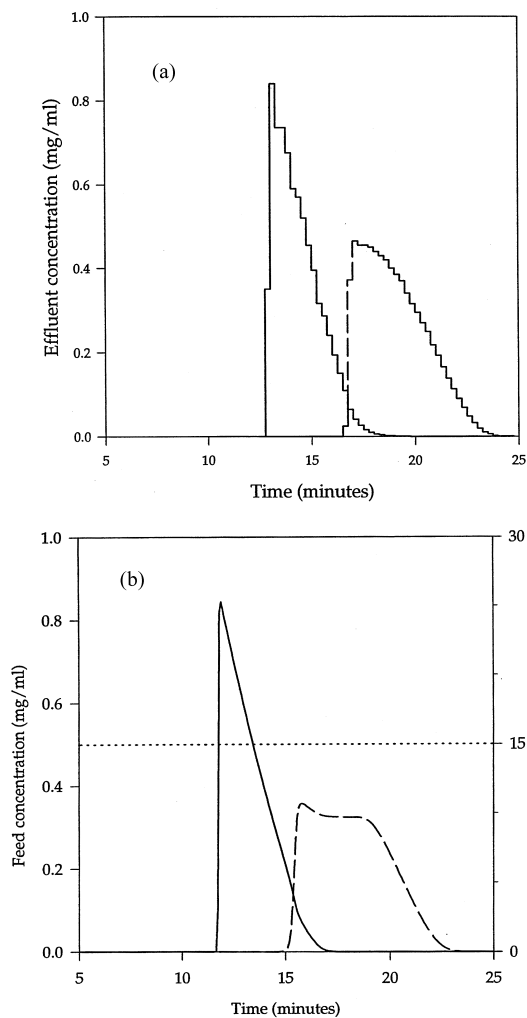 1.0
(a)
0.8
0.6
0.4
0.2
0.0
Effluent concentration (mg/ml)
5 10 15 20 25
Time (minutes)
1.0 30
(b)
0.8
0.6
15
0.4
0.2
0.0 0
Feed concentration (mg/ml)
5 10 15 20 25
Time (minutes)